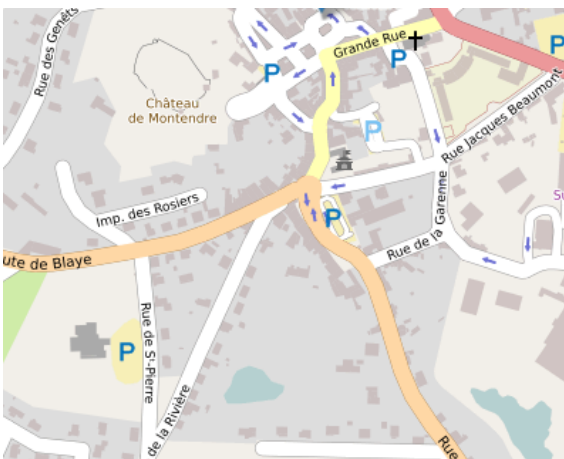 Rue des Genêts
Grande Rue
P
P
P
Château
de Montendre
P
Rue Jacques Beaumont
Imp. des Rosiers
P
Rue de la Garenne
ute de Blaye
Rue de St-Pierre
P
de la Rivière
Rue